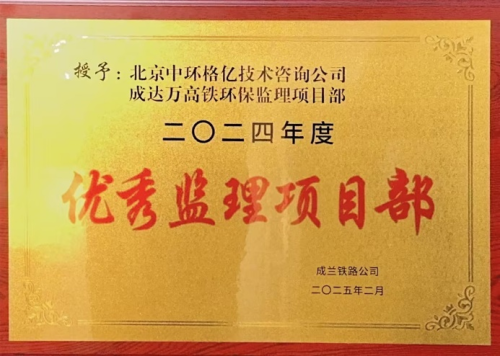 授予：北京中环格亿技术咨询公司
成达万高铁环保监理项目部
二〇二四年度
优秀监理项目部
成兰铁路公司
二〇二五年二月